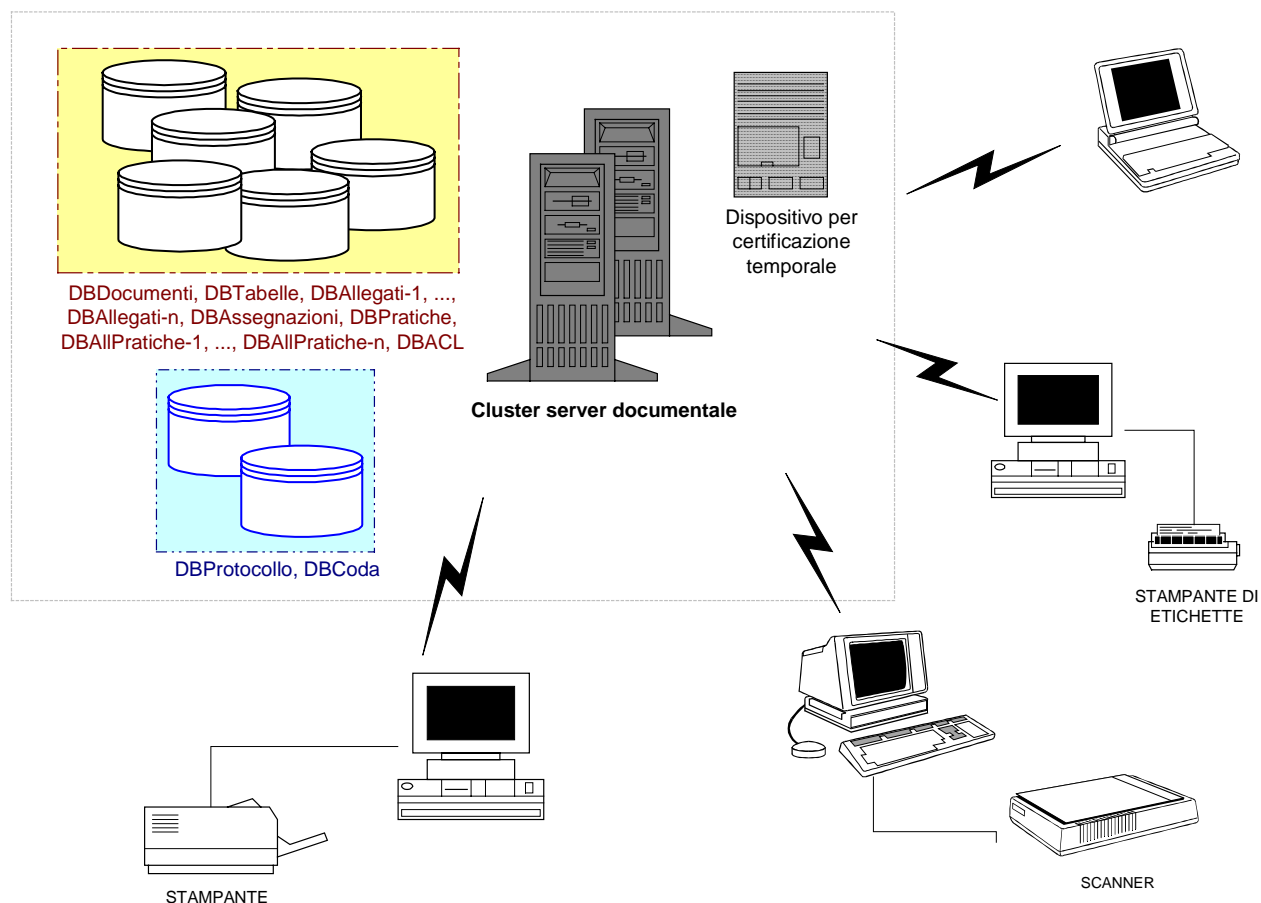 Dispositivo per
certificazione
temporale
DBDocumenti, DBTabelle, DBAllegati-1, ...,
DBAllegati-n, DBAssegnazioni, DBPratiche,
DBAllPratiche-1, ..., DBAllPratiche-n, DBACL
Cluster server documentale
DBProtocollo, DBCoda
STAMPANTE DI
ETICHETTE
STAMPANTE
SCANNER